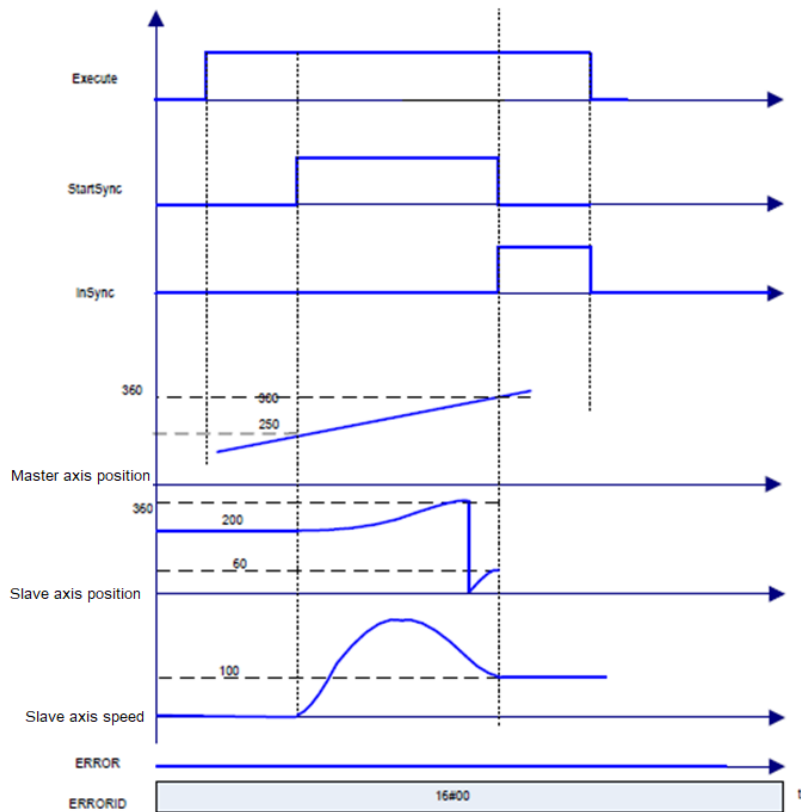 Execute
StartSync
InSync
360
300
250
Master axis position
360
200
60
Slave axis position
100
Slave axis speed
ERROR
16#00
t
ERRORID